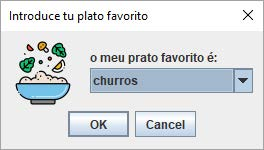 Introduce tu plato favorito
o meu prato favorito é:
churros
OK
Cancel